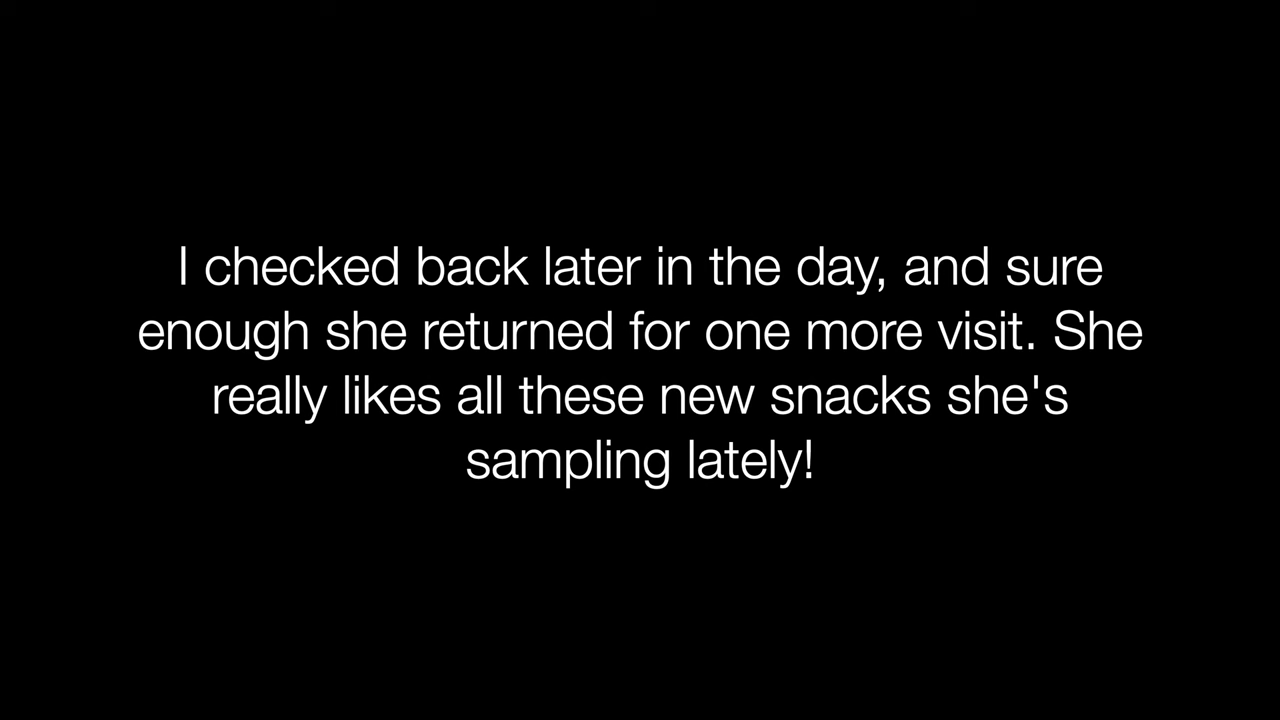 I checked back later in the day, and sure
enough she returned for one more visit. She
really likes all these new snacks she's
sampling lately!